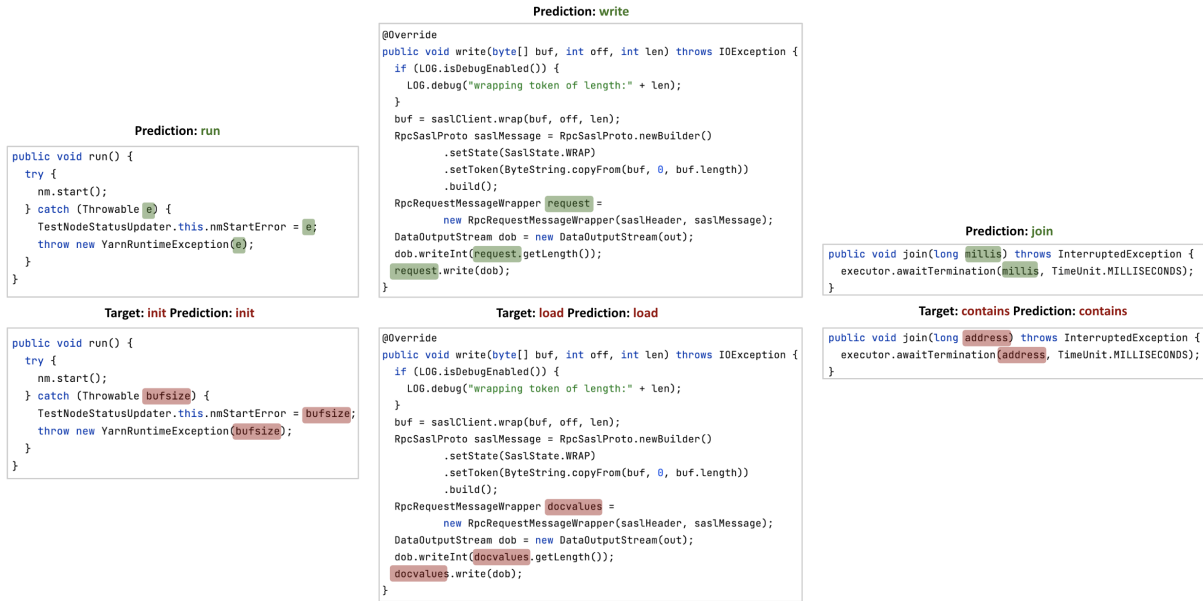 Prediction: run
public void run() {
try {
nm.start();
} catch (Throwable e) {
TestNodeStatusUpdater.this.nmStartError = e;
throw new YarnRuntimeException(e);
}
}
Target: init Prediction: init
public void run() {
try {
nm.start();
} catch (Throwable bufsize) {
TestNodeStatusUpdater.this.nmStartError = bufsize;
throw new YarnRuntimeException(bufsize);
}
}
Prediction: write
@Override
public void write(byte[] buf, int off, int len) throws IOException {
if (LOG.isDebugEnabled()) {
LOG.debug("wrapping token of length:" + len);
}
buf = saslClient.wrap(buf, off, len);
RpcSaslProto saslMessage = RpcSaslProto.newBuilder()
.setState(SaslState.WRAP)
.setToken(ByteString.copyFrom(buf, 0, buf.length))
.build();
RpcRequestMessageWrapper request =
new RpcRequestMessageWrapper(saslHeader, saslMessage);
DataOutputStream dob = new DataOutputStream(out);
dob.writeInt(request.getLength());
request.write(dob);
}
Target: load Prediction: load
@Override
public void write(byte[] buf, int off, int len) throws IOException {
if (LOG.isDebugEnabled()) {
LOG.debug("wrapping token of length:" + len);
}
buf = saslClient.wrap(buf, off, len);
RpcSaslProto saslMessage = RpcSaslProto.newBuilder()
.setState(SaslState.WRAP)
.setToken(ByteString.copyFrom(buf, 0, buf.length))
.build();
RpcRequestMessageWrapper docvalues =
new RpcRequestMessageWrapper(saslHeader, saslMessage);
DataOutputStream dob = new DataOutputStream(out);
dob.writeInt(docvalues.getLength());
docvalues.write(dob);
}
Prediction: join
public void join(long millis) throws InterruptedException {
executor.awaitTermination(millis, TimeUnit.MILLISECONDS);
}
Target: contains Prediction: contains
public void join(long address) throws InterruptedException {
executor.awaitTermination(address, TimeUnit.MILLISECONDS);
}